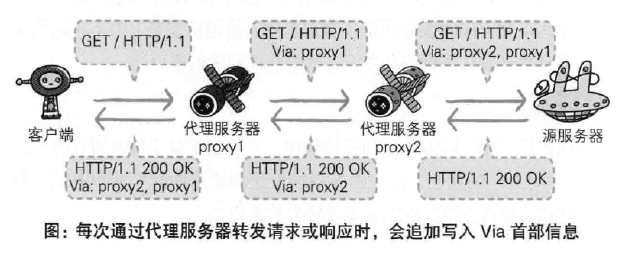 GET / HTTP/1.1
GET / HTTP/1.1
Via: proxy1
GET / HTTP/1.1
Via: proxy2, proxy1
客户端
代理服务器
proxy1
代理服务器
proxy2
源服务器
HTTP/1.1 200 OK
Via: proxy2, proxy1
HTTP/1.1 200 OK
Via: proxy2
HTTP/1.1 200 OK
图：每次通过代理服务器转发请求或响应时，会追加写入 Via 首部信息